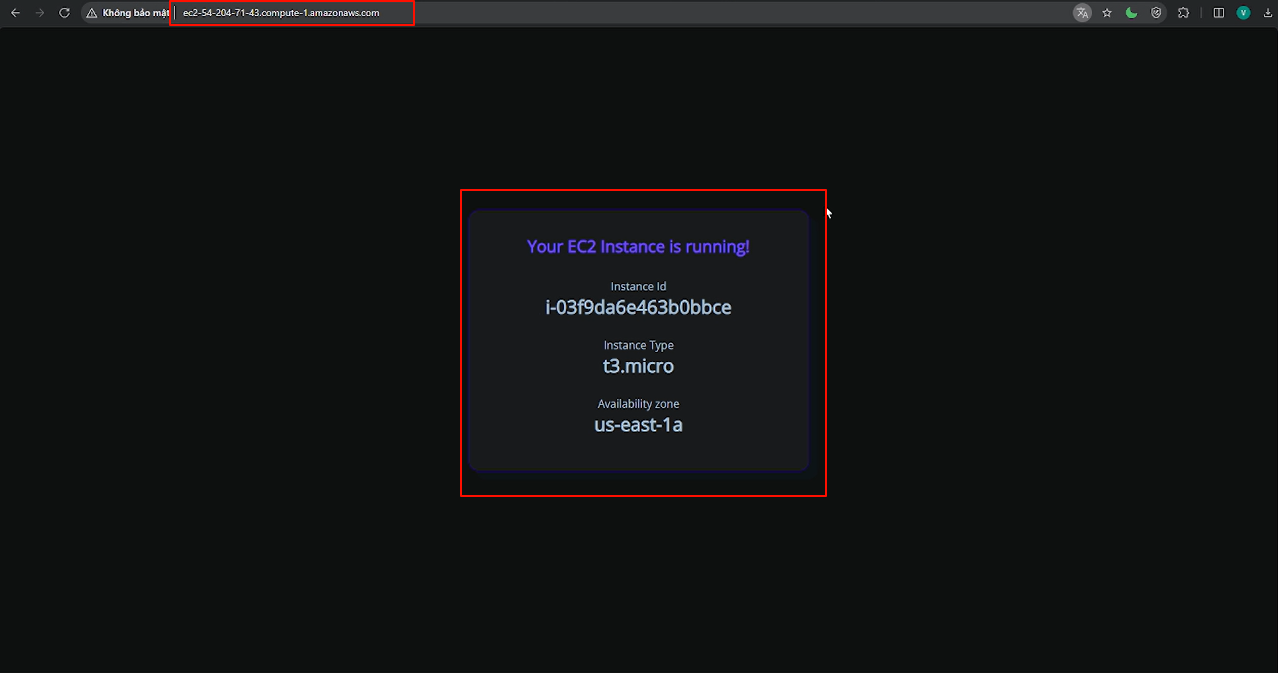 Không bảo mật ec2-54-204-71-43.compute-1.amazonaws.com
V
Your EC2 Instance is running!
Instance Id
i-03f9da6e463b0bbce
Instance Type
t3.micro
Availability zone
us-east-1a